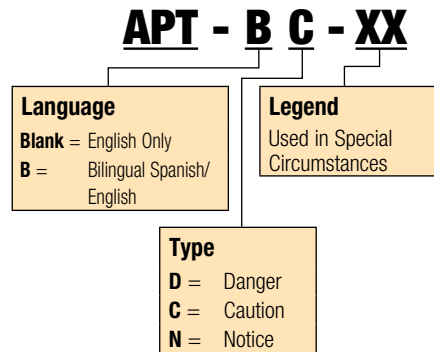 APT - B C - XX
Language
Blank = English Only
B = Bilingual Spanish/
English
Legend
Used in Special
Circumstances
Type
D = Danger
C = Caution
N = Notice